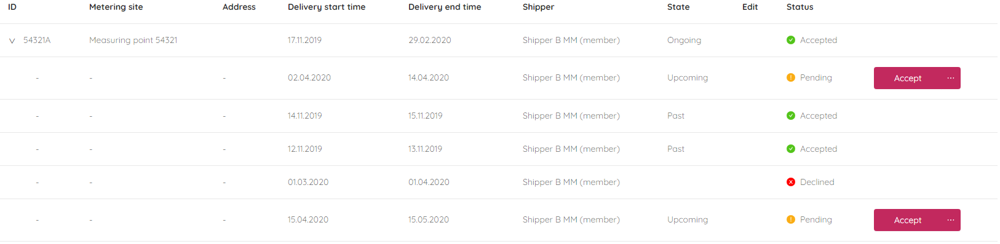 ID Metering site Address Delivery start time Delivery end time Shipper State Edit Status
54321A Measuring point 54321 17.11.2019 29.02.2020 Shipper B MM (member) Ongoing Accepted
- - - 02.04.2020 14.04.2020 Shipper B MM (member) Upcoming Pending Accept ...
- - - 14.11.2019 15.11.2019 Shipper B MM (member) Past Accepted
- - - 12.11.2019 13.11.2019 Shipper B MM (member) Past Accepted
- - - 01.03.2020 01.04.2020 Shipper B MM (member) Declined
- - - 15.04.2020 15.05.2020 Shipper B MM (member) Upcoming Pending Accept ...